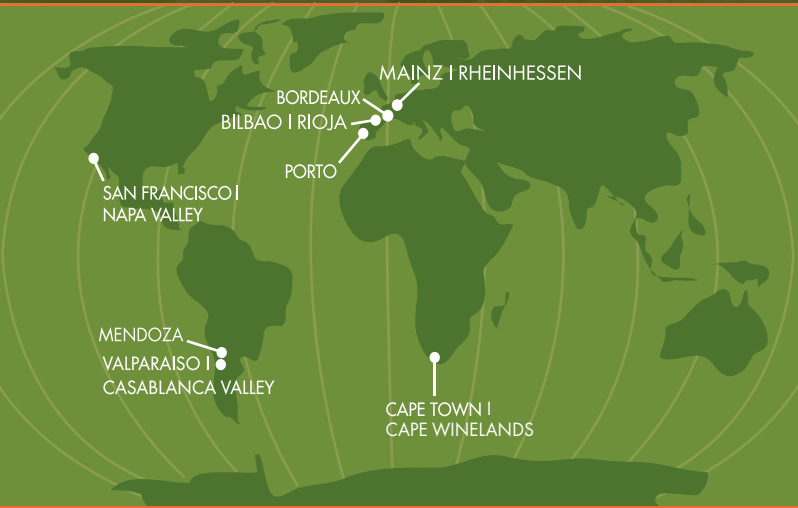 MAINZ | RHEINHESSEN
BORDEAUX
BILBAO | RIOJA
PORTO
SAN FRANCISCO |
NAPA VALLEY
MENDOZA
VALPARAISO |
CASABLANCA VALLEY
CAPE TOWN |
CAPE WINELANDS